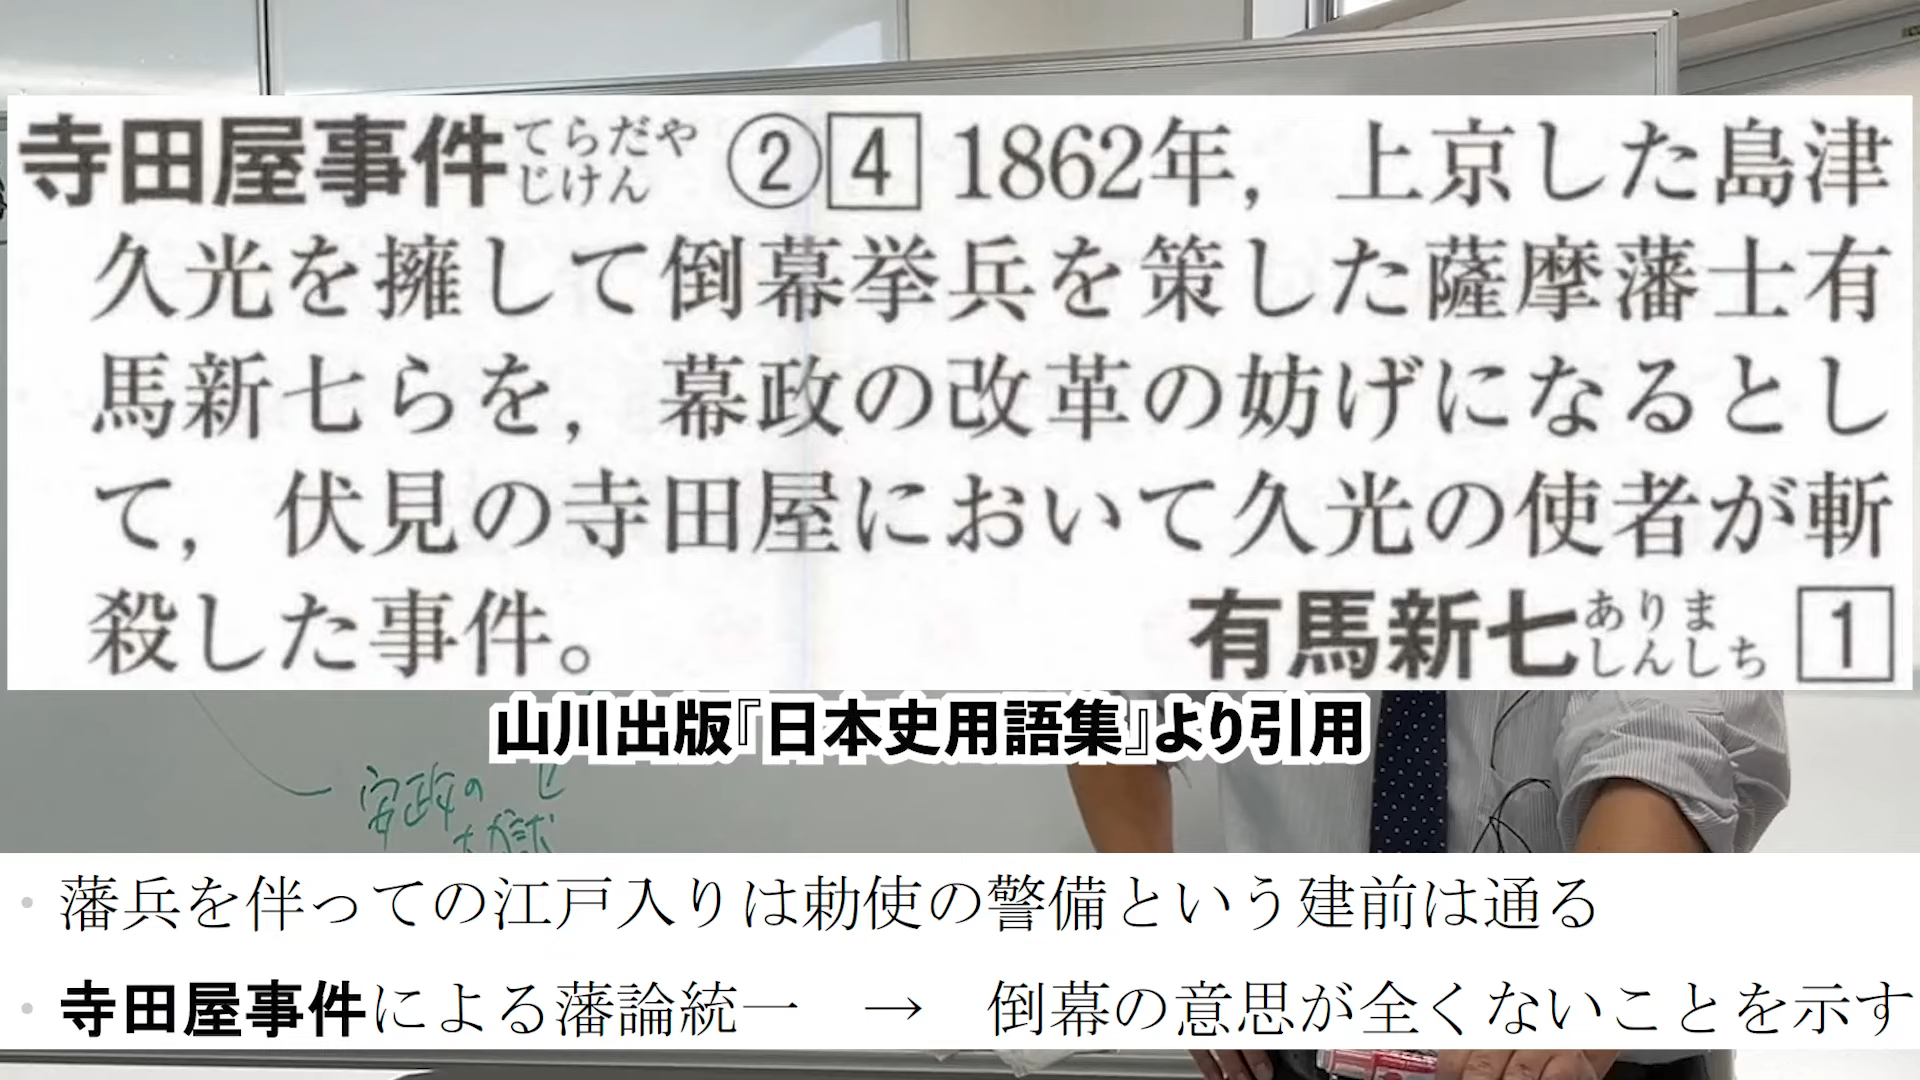 寺田屋事件てらだやじけん ②4 1862年，上京した島津
久光を擁して倒幕挙兵を策した薩摩藩士有
馬新七らを，幕政の改革の妨げになるとし
て，伏見の寺田屋において久光の使者が斬
殺した事件。 有馬新七ありましんしち 1
山川出版『日本史用語集』より引用
安政の
大獄
・藩兵を伴っての江戸入りは勅使の警備という建前は通る
・寺田屋事件による藩論統一 → 倒幕の意思が全くないことを示す